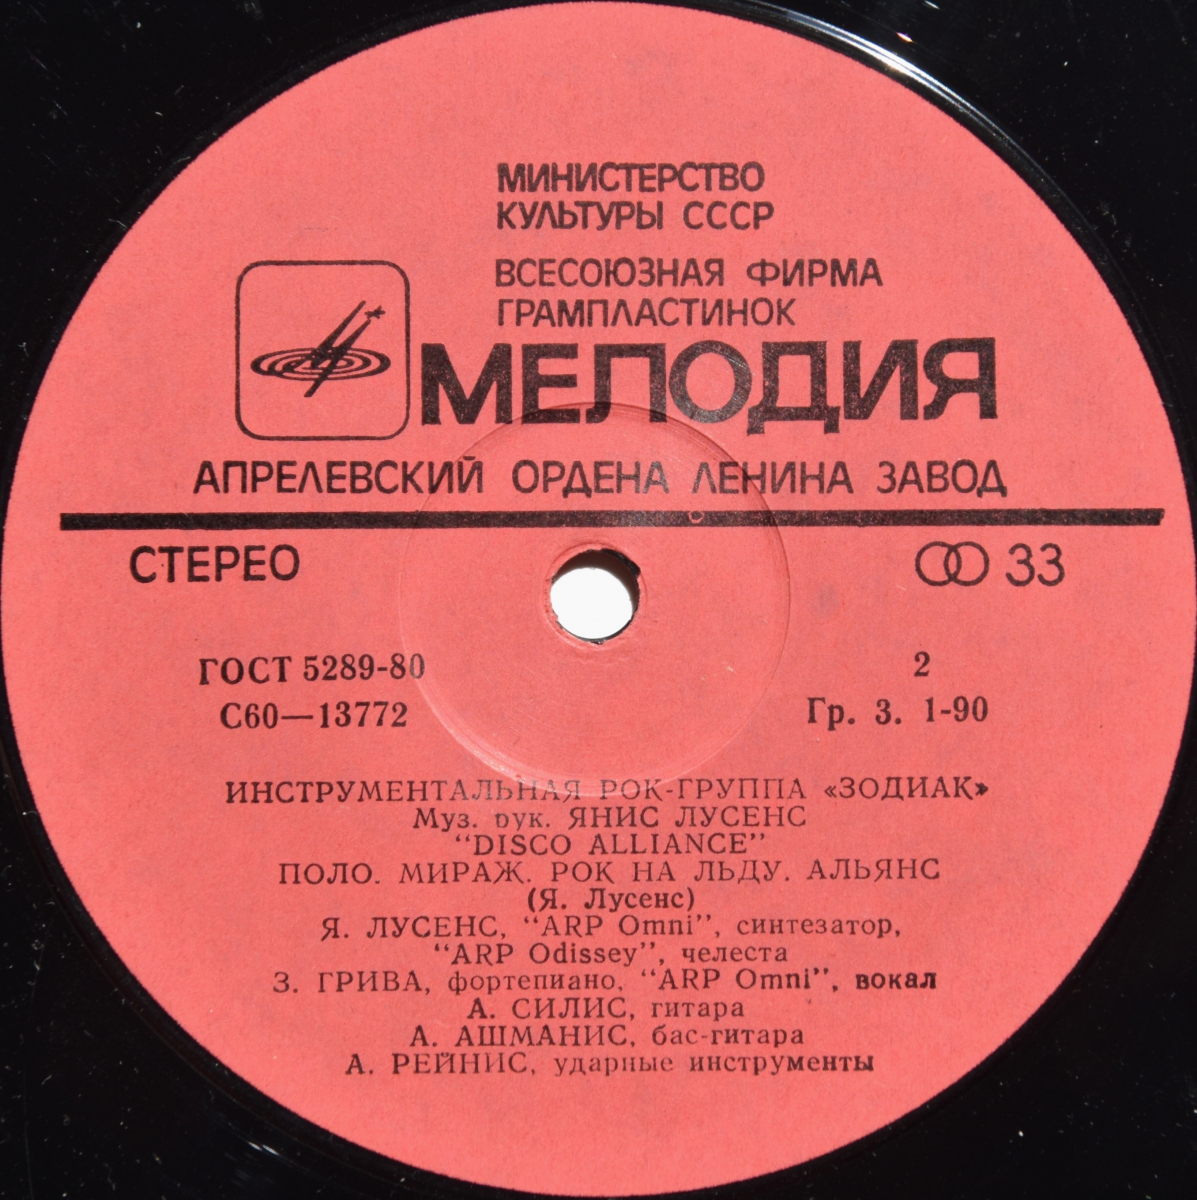 МИНИСТЕРСТВО
КУЛЬТУРЫ СССР
ВСЕСОЮЗНАЯ ФИРМА
ГРАМПЛАСТИНОК
МЕЛОДИЯ
АПРЕЛЕВСКИЙ ОРДЕНА ЛЕНИНА ЗАВОД
СТЕРЕО 33
ГОСТ 5289-80 2
С60—13772 Гр. 3. 1-90
ИНСТРУМЕНТАЛЬНАЯ РОК-ГРУППА «ЗОДИАК»
Муз. рук. ЯНИС ЛУСЕНС
"DISCO ALLIANCE"
ПОЛО. МИРАЖ. РОК НА ЛЬДУ. АЛЬЯНС
(Я. Лусенс)
Я. ЛУСЕНС, "ARP Omni", синтезатор,
"ARP Odissey", челеста
З. ГРИВА, фортепиано, "ARP Omni", вокал
А. СИЛИС, гитара
А. АШМАНИС, бас-гитара
А. РЕЙНИС, ударные инструменты